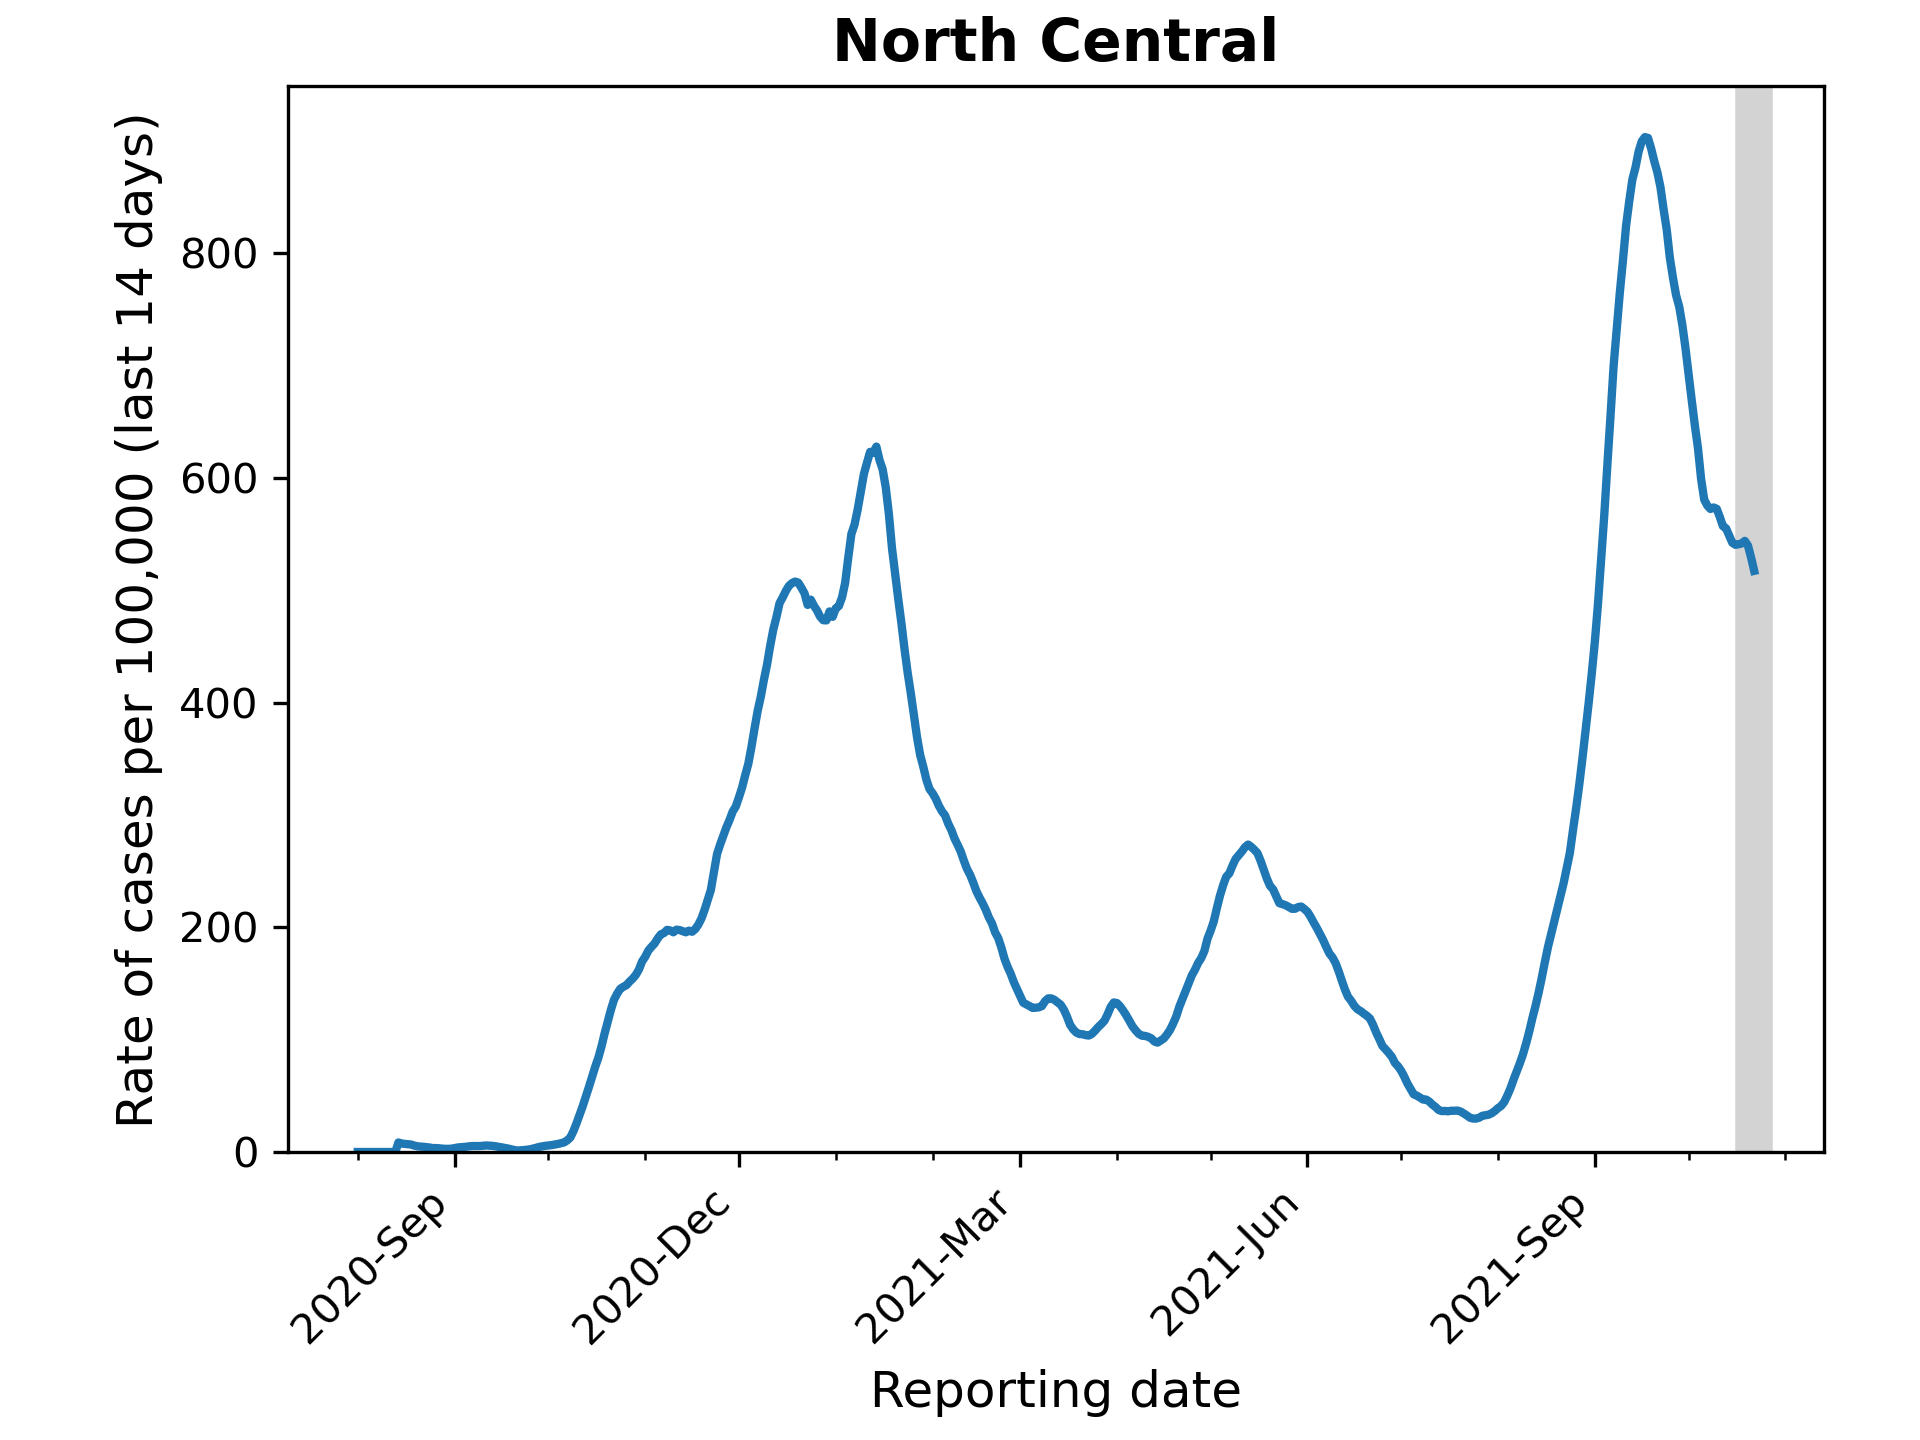 North Central
Rate of cases per 100,000 (last 14 days)
800
600
400
200
0
2020-Sep
2020-Dec
2021-Mar
2021-Jun
2021-Sep
Reporting date